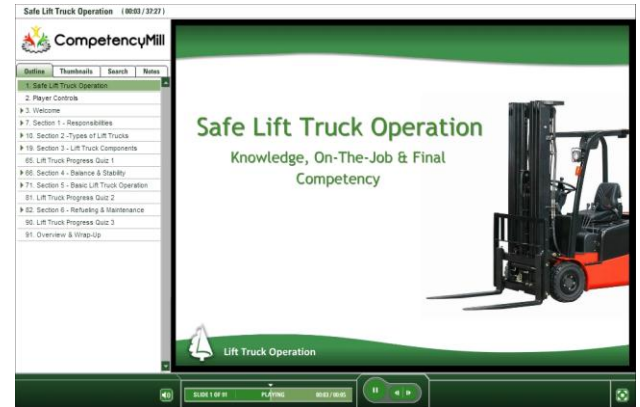 Safe Lift Truck Operation ( 00:03 / 37:27 )
CompetencyMill
Outline Thumbnails Search Notes
1. Safe Lift Truck Operation
2. Player Controls
3. Welcome
7. Section 1 - Responsibilities
10. Section 2 -Types of Lift Trucks
19. Section 3 - Lift Truck Components
65. Lift Truck Progress Quiz 1
66. Section 4 - Balance & Stability
71. Section 5 - Basic Lift Truck Operation
81. Lift Truck Progress Quiz 2
82. Section 6 - Refueling & Maintenance
90. Lift Truck Progress Quiz 3
91. Overview & Wrap-Up
Safe Lift Truck Operation
Knowledge, On-The-Job & Final
Competency
Lift Truck Operation
SLIDE 1 OF 91 PLAYING 00:03 / 00:05